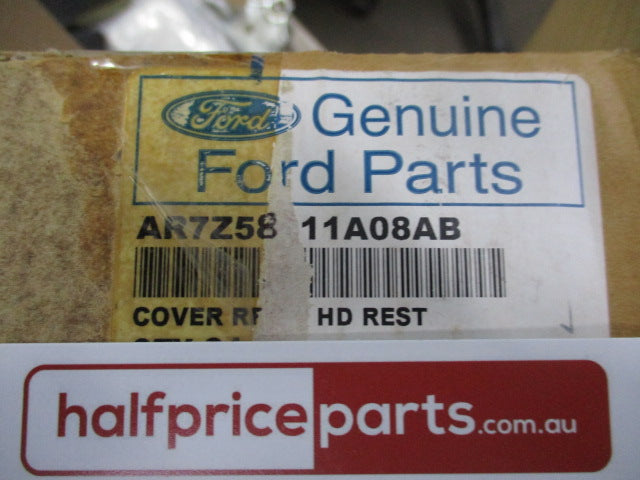 Ford Genuine
Ford Parts
AR7Z58 11A08AB
COVER HD REST
halfpriceparts.com.au